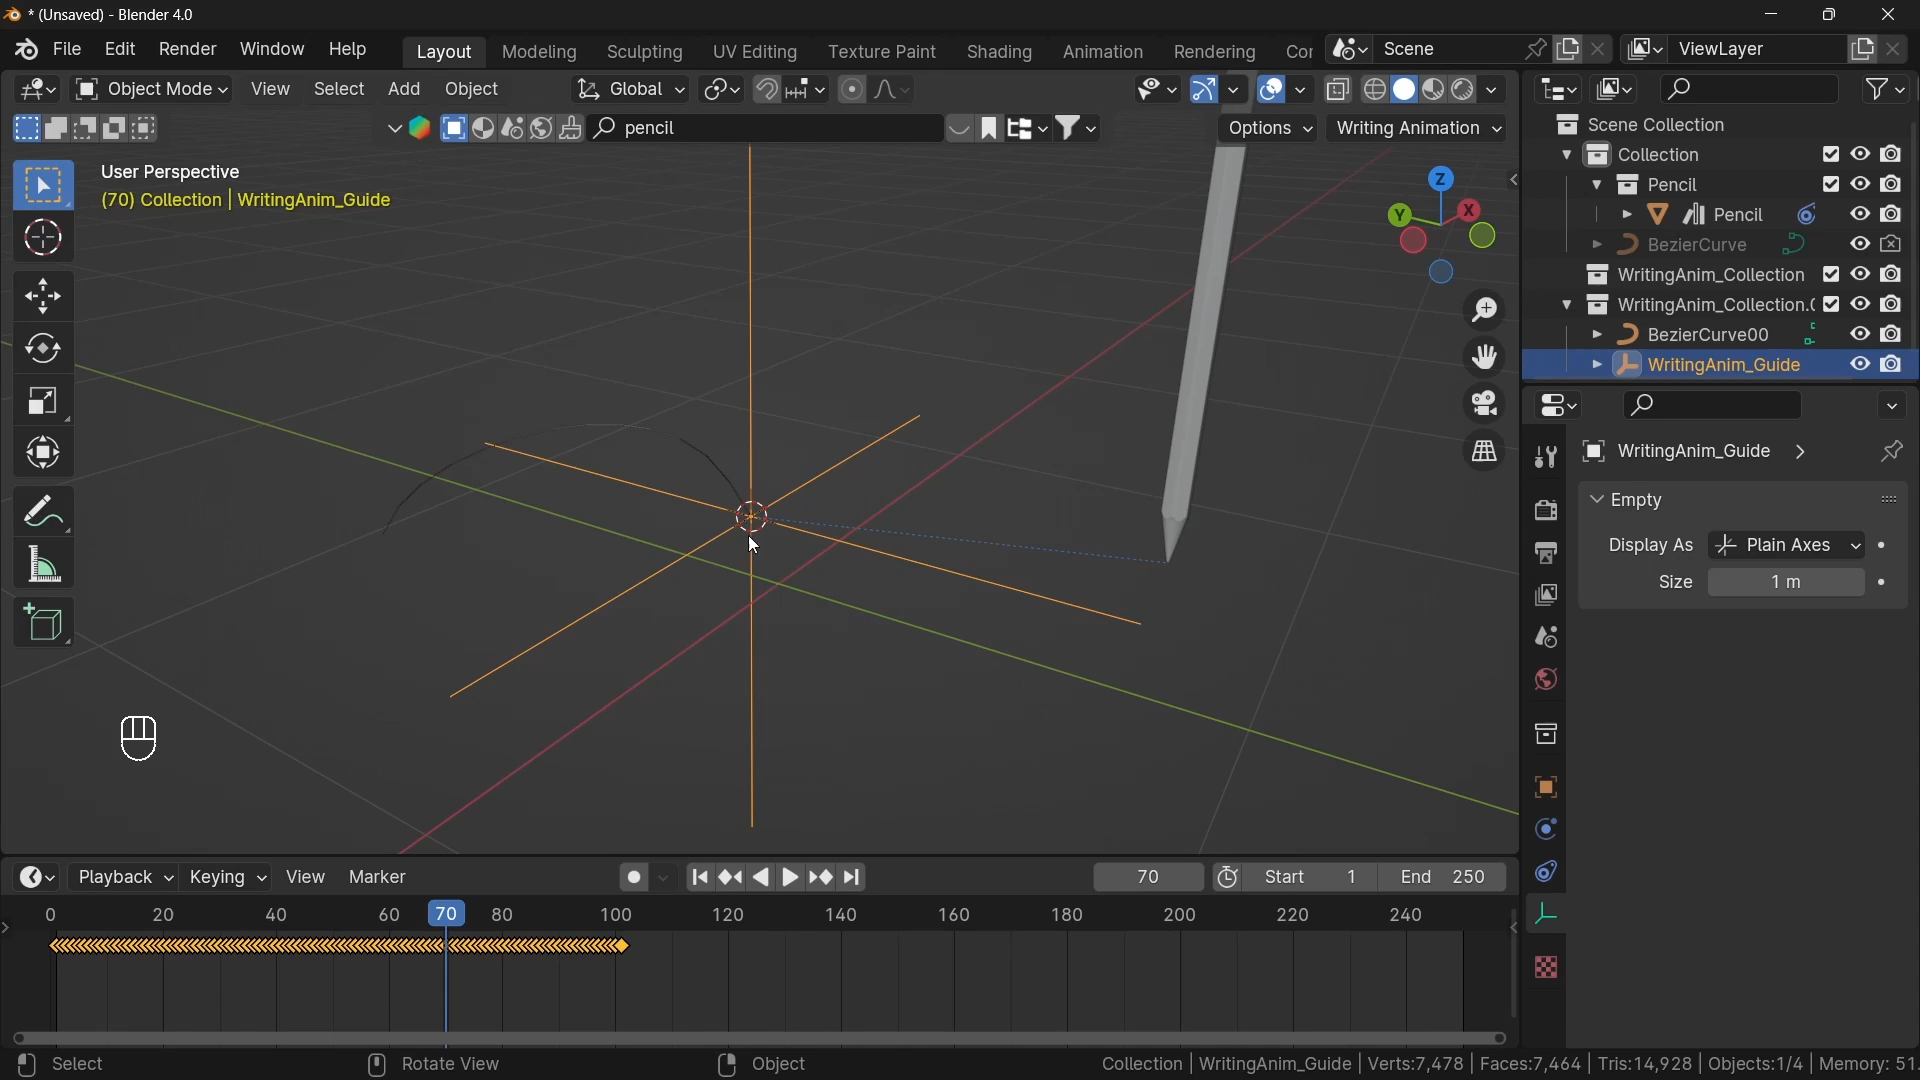 * (Unsaved) - Blender 4.0
File Edit Render Window Help Layout Modeling Sculpting UV Editing Texture Paint Shading Animation Rendering Scene ViewLayer
Object Mode View Select Add Object Global
pencil Options Writing Animation
User Perspective
(70) Collection | WritingAnim_Guide
Z
Y
X
Scene Collection
Collection
Pencil
Pencil
BezierCurve
WritingAnim_Collection
WritingAnim_Collection.
BezierCurve00
WritingAnim_Guide
WritingAnim_Guide
Empty
Display As Plain Axes
Size 1 m
Playback Keying View Marker 70 Start 1 End 250
0 20 40 60 70 80 100 120 140 160 180 200 220 240
Select Rotate View Object Collection | WritingAnim_Guide | Verts:7,478 | Faces:7,464 | Tris:14,928 | Objects:1/4 | Memory: 51